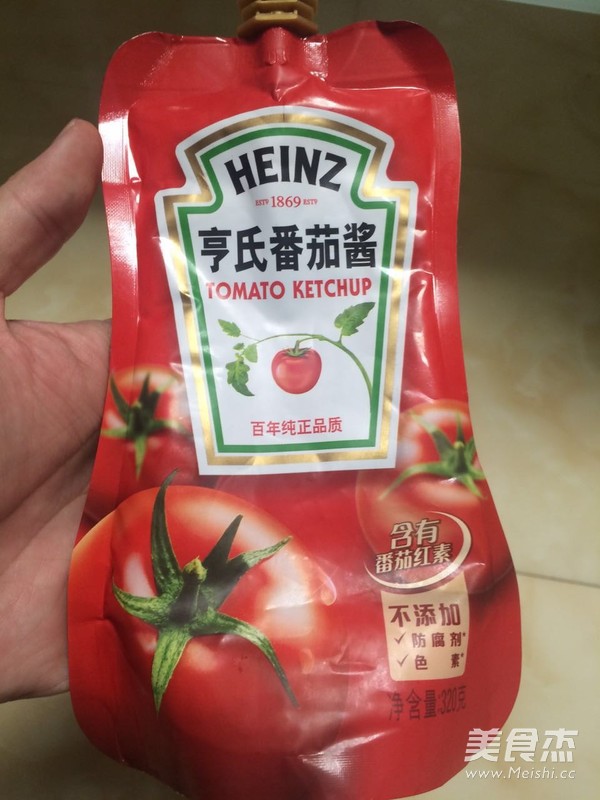 HEINZ
ESTD 1869 ESTD
亨氏番茄酱
TOMATO KETCHUP
百年纯正品质
含有
番茄红素
不添加
✓ 防腐剂*
✓ 色 素*
净含量:320克
美食杰
www.Meishi.cc